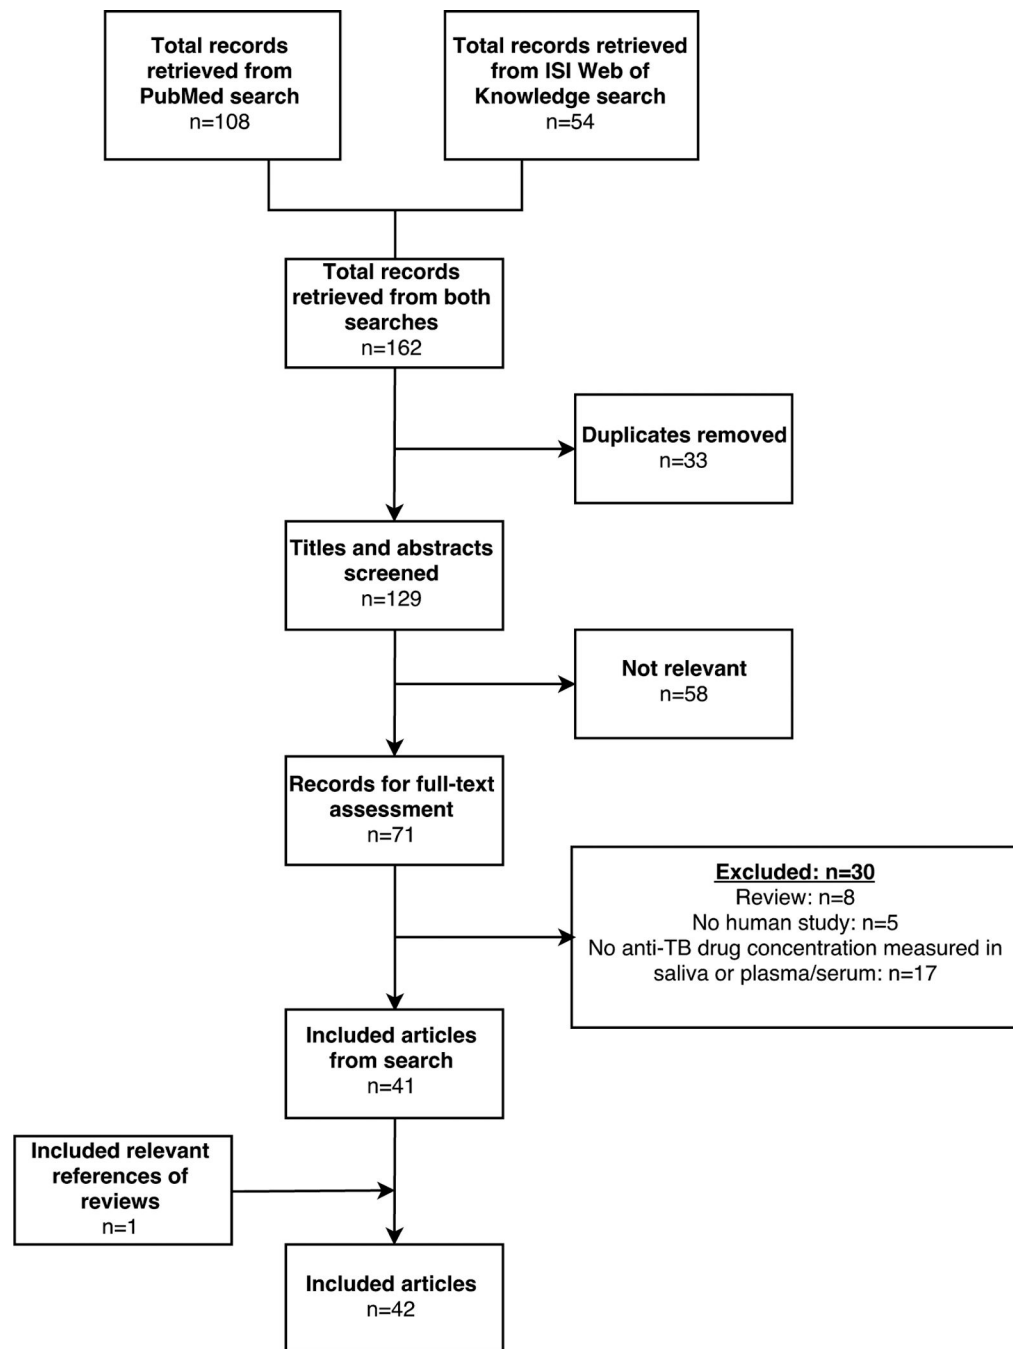 Total records
retrieved from
PubMed search
n=108
Total records retrieved
from ISI Web of
Knowledge search
n=54
Total records
retrieved from both
searches
n=162
Duplicates removed
n=33
Titles and abstracts
screened
n=129
Not relevant
n=58
Records for full-text
assessment
n=71
Excluded: n=30
Review: n=8
No human study: n=5
No anti-TB drug concentration measured in
saliva or plasma/serum: n=17
Included articles
from search
n=41
Included relevant
references of
reviews
n=1
Included articles
n=42